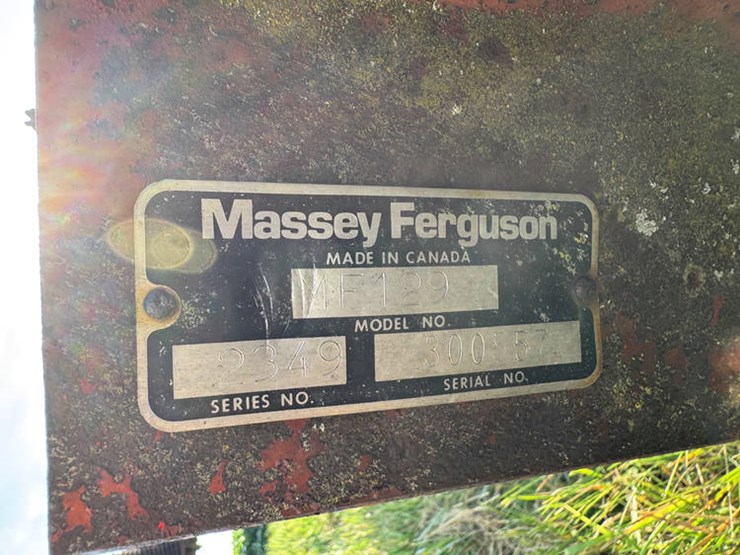 Massey Ferguson
MADE IN CANADA
MF129
MODEL NO.
2349
SERIES NO.
SERIAL NO.